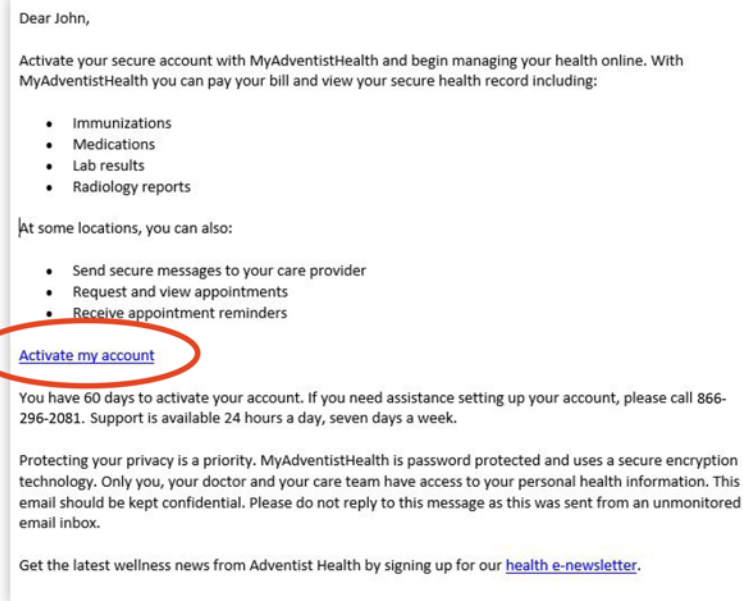 Dear John,
Activate your secure account with MyAdventistHealth and begin managing your health online. With
MyAdventistHealth you can pay your bill and view your secure health record including:
• Immunizations
• Medications
• Lab results
• Radiology reports
At some locations, you can also:
• Send secure messages to your care provider
• Request and view appointments
• Receive appointment reminders
Activate my account
You have 60 days to activate your account. If you need assistance setting up your account, please call 866-
296-2081. Support is available 24 hours a day, seven days a week.
Protecting your privacy is a priority. MyAdventistHealth is password protected and uses a secure encryption
technology. Only you, your doctor and your care team have access to your personal health information. This
email should be kept confidential. Please do not reply to this message as this was sent from an unmonitored
email inbox.
Get the latest wellness news from Adventist Health by signing up for our health e-newsletter.